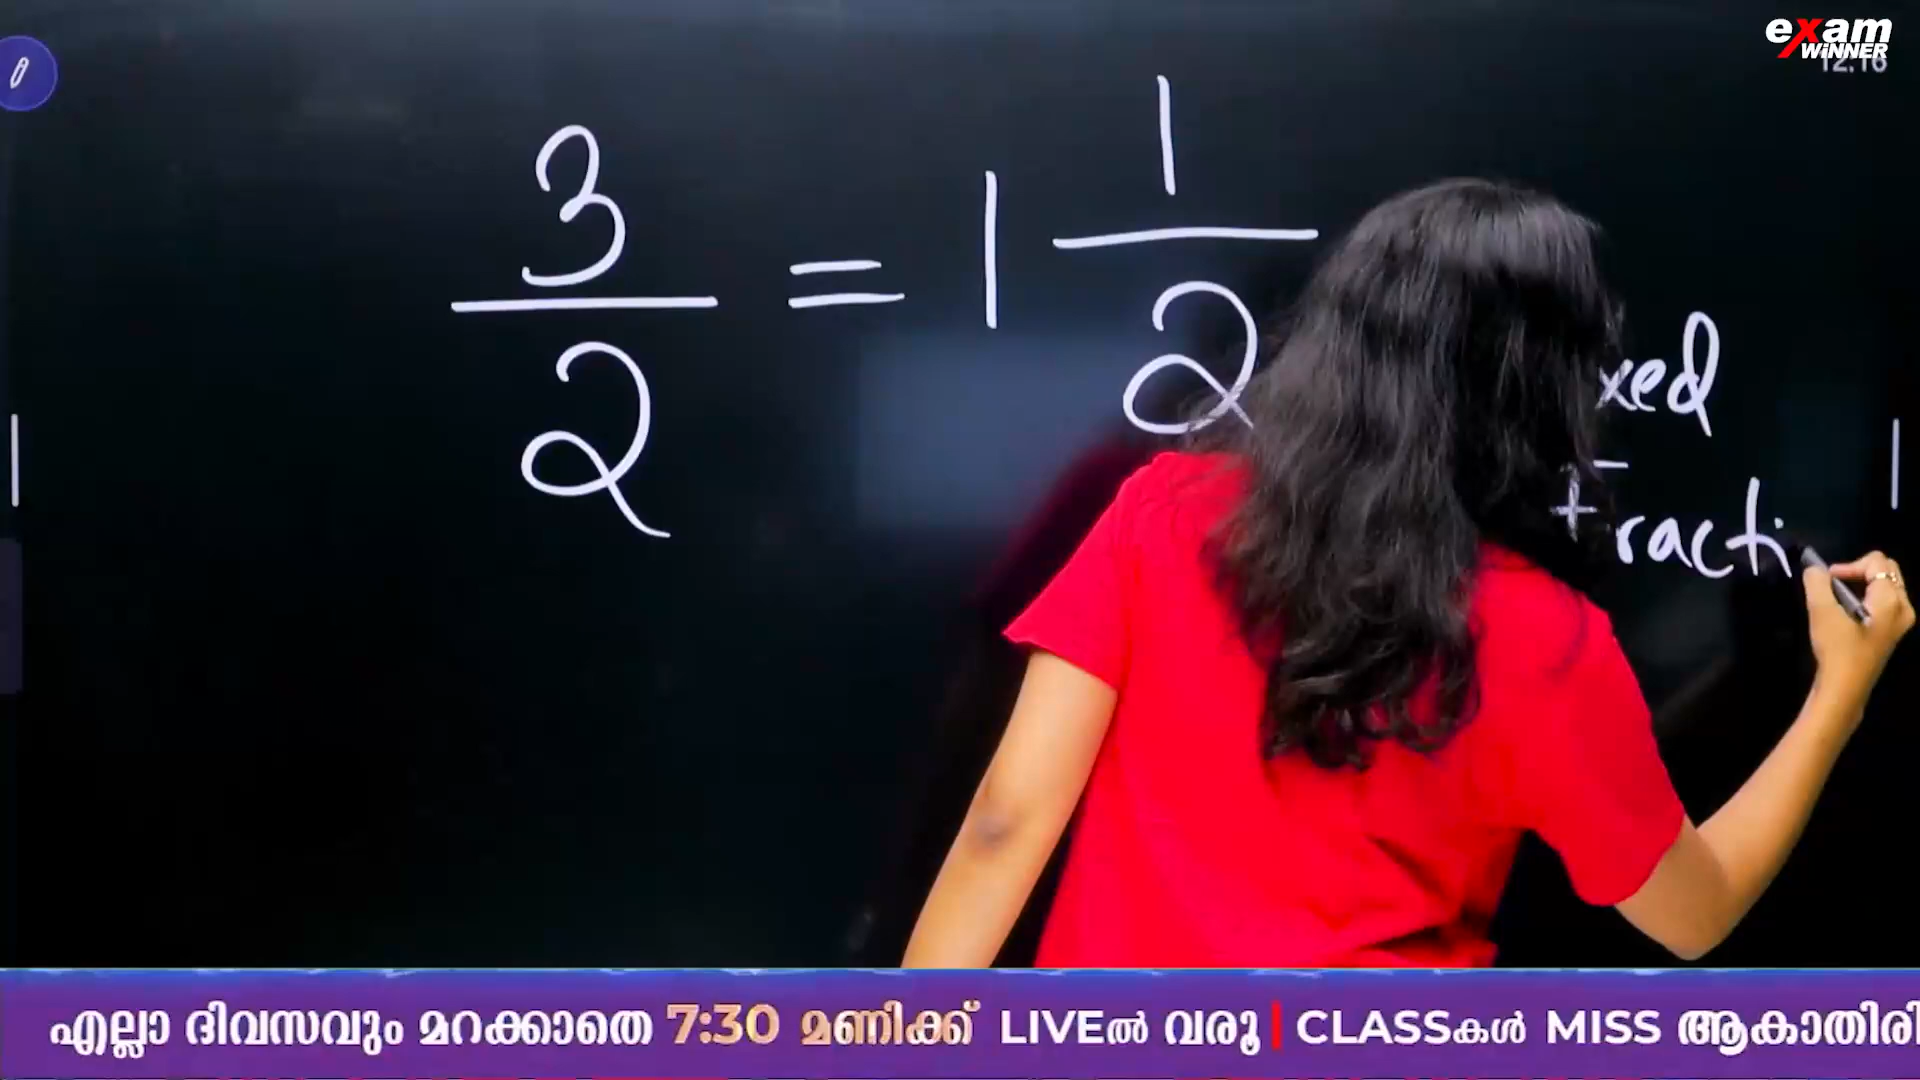 exam
WINNER
12:16
3/2 = 1 1/2
xed
Fracti
എല്ലാ ദിവസവും മറക്കാതെ 7:30 മണിക്ക് LIVEൽ വരൂ | CLASSകൾ MISS ആകാതിരി